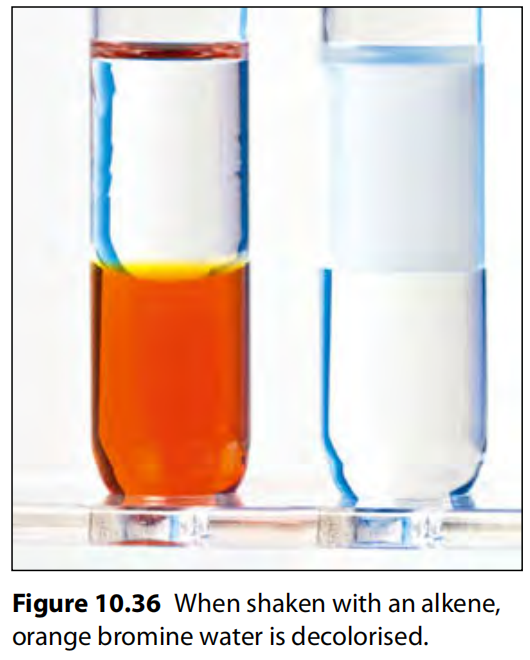 Figure 10.36 When shaken with an alkene,
orange bromine water is decolorised.